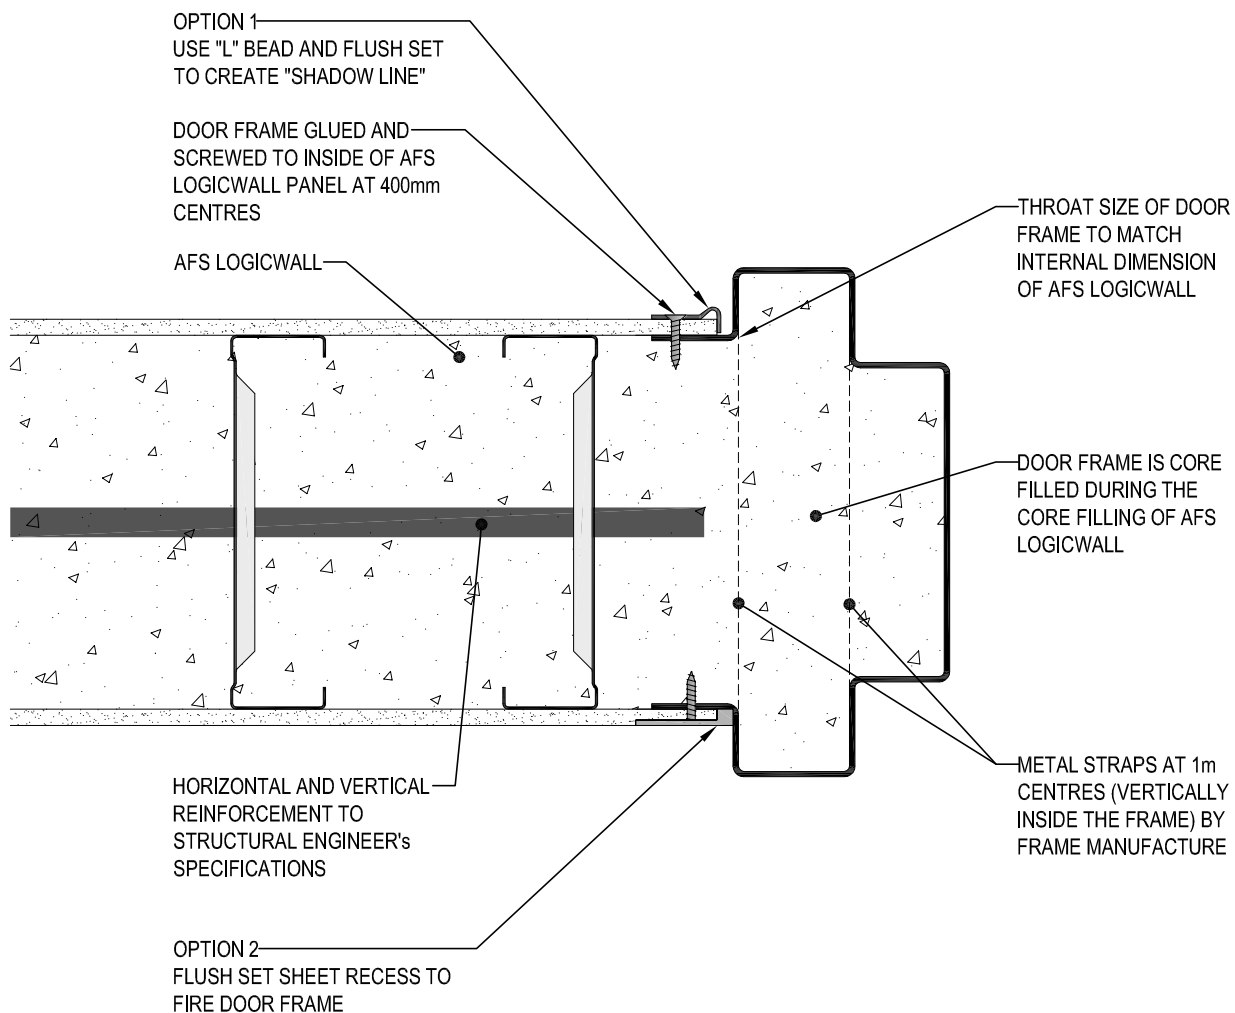 OPTION 1
USE "L" BEAD AND FLUSH SET
TO CREATE "SHADOW LINE"
DOOR FRAME GLUED AND
SCREWED TO INSIDE OF AFS
LOGICWALL PANEL AT 400mm
CENTRES
AFS LOGICWALL
THROAT SIZE OF DOOR
FRAME TO MATCH
INTERNAL DIMENSION
OF AFS LOGICWALL
DOOR FRAME IS CORE
FILLED DURING THE
CORE FILLING OF AFS
LOGICWALL
HORIZONTAL AND VERTICAL
REINFORCEMENT TO
STRUCTURAL ENGINEER's
SPECIFICATIONS
METAL STRAPS AT 1m
CENTRES (VERTICALLY
INSIDE THE FRAME) BY
FRAME MANUFACTURE
OPTION 2
FLUSH SET SHEET RECESS TO
FIRE DOOR FRAME